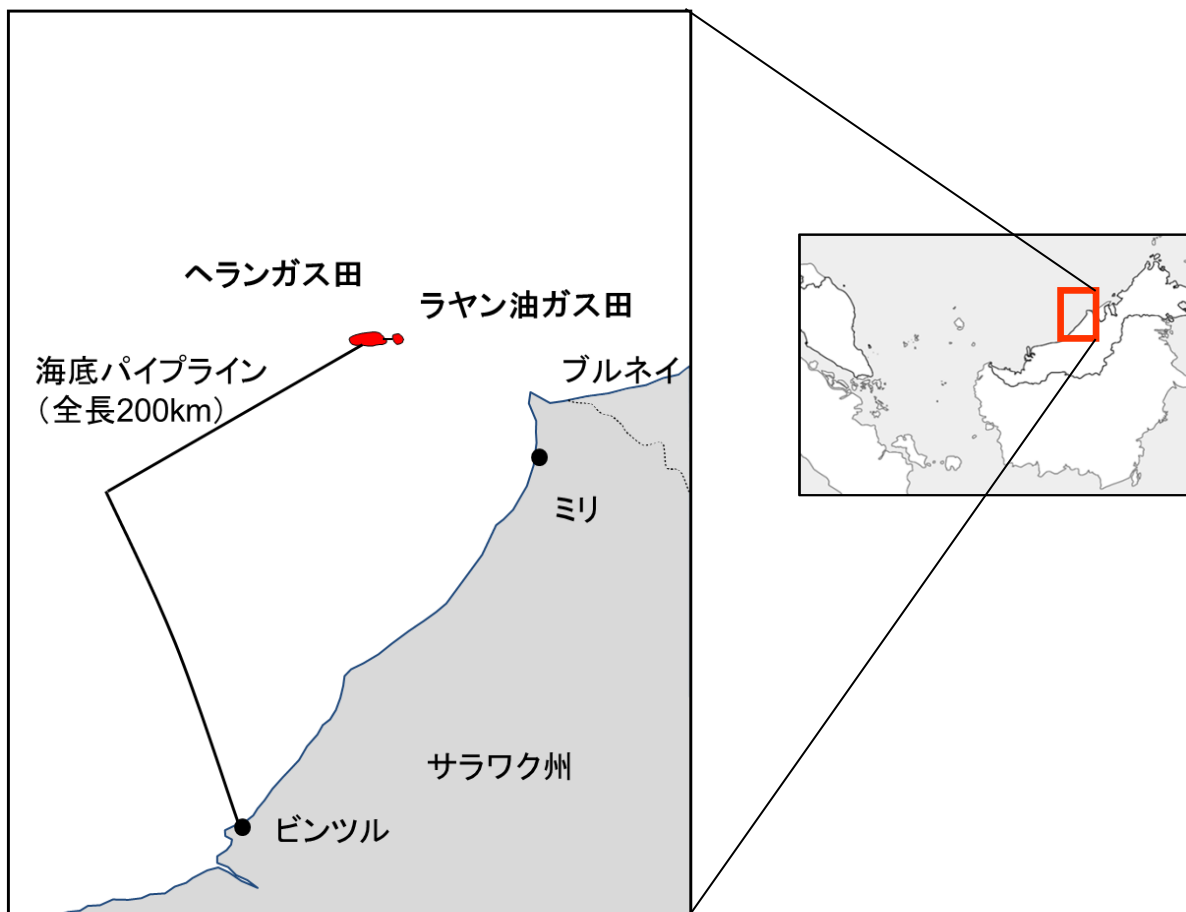 ヘランガス田
ラヤン油ガス田
海底パイプライン
（全長200km）
ブルネイ
ミリ
サラワク州
ビンツル